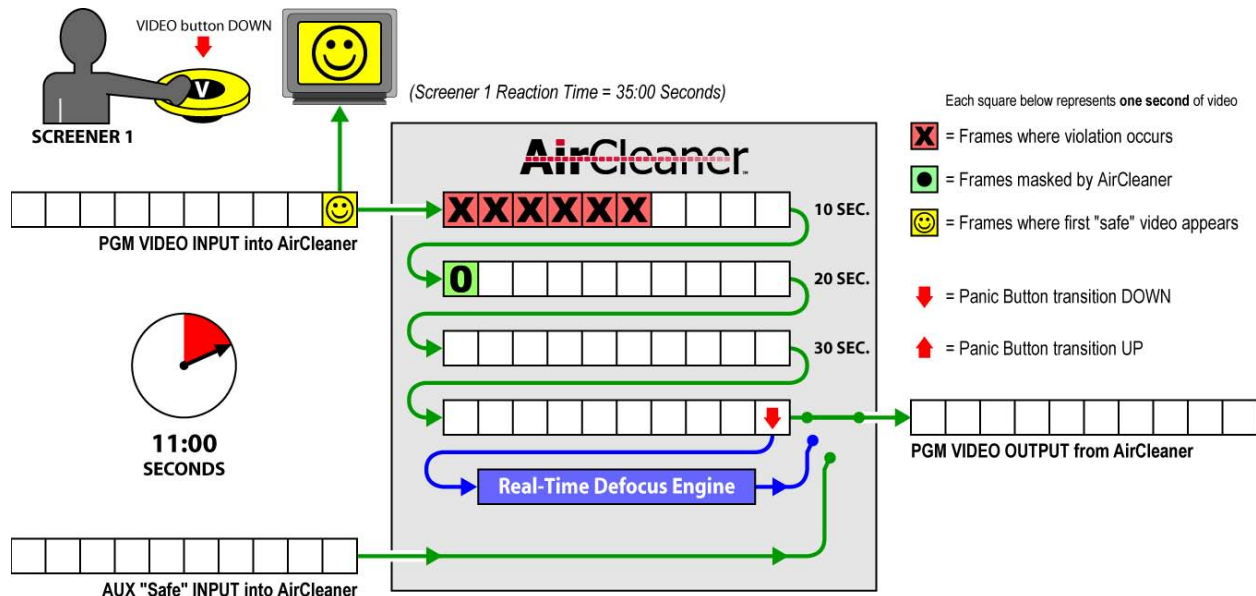 VIDEO button DOWN
V
SCREENER 1
(Screener 1 Reaction Time = 35:00 Seconds)
Each square below represents one second of video
X = Frames where violation occurs
= Frames masked by AirCleaner
= Frames where first "safe" video appears
= Panic Button transition DOWN
= Panic Button transition UP
AirCleaner™
PGM VIDEO INPUT into AirCleaner
X X X X X X
10 SEC.
0
20 SEC.
30 SEC.
11:00
SECONDS
Real-Time Defocus Engine
PGM VIDEO OUTPUT from AirCleaner
AUX "Safe" INPUT into AirCleaner